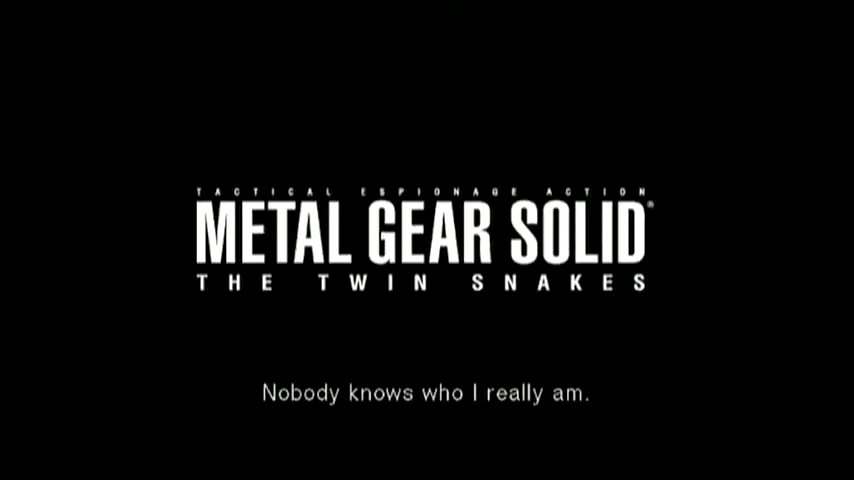 TACTICAL ESPIONAGE ACTION
METAL GEAR SOLID®
THE TWIN SNAKES
Nobody knows who I really am.